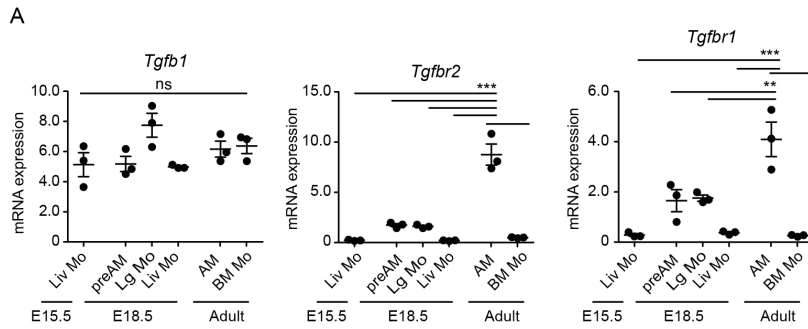 A
Tgfb1
ns
10.0
8.0
6.0
4.0
2.0
0
mRNA expression
Liv Mo
preAM
Lg Mo
Liv Mo
AM
BM Mo
E15.5
E18.5
Adult
Tgfbr2
***
15.0
10.0
5.0
0.0
mRNA expression
Liv Mo
preAM
Lg Mo
Liv Mo
AM
BM Mo
E15.5
E18.5
Adult
Tgfbr1
***
**
6.0
4.0
2.0
0
mRNA expression
Liv Mo
preAM
Lg Mo
Liv Mo
AM
BM Mo
E15.5
E18.5
Adult